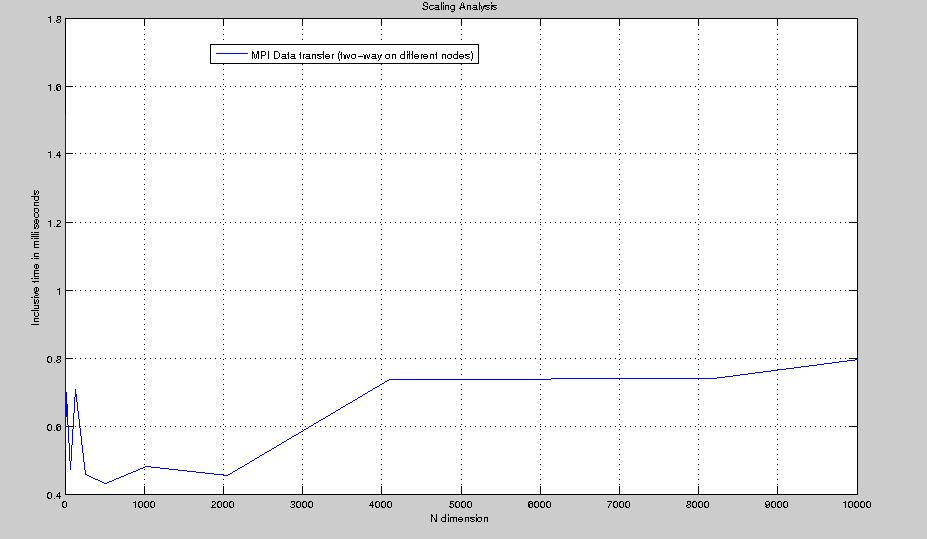 Scaling Analysis
MPI Data transfer (two-way on different nodes)
Inclusive time in milliseconds
1.8
1.6
1.4
1.2
1
0.8
0.6
0.4
0 1000 2000 3000 4000 5000 6000 7000 8000 9000 10000
N dimension